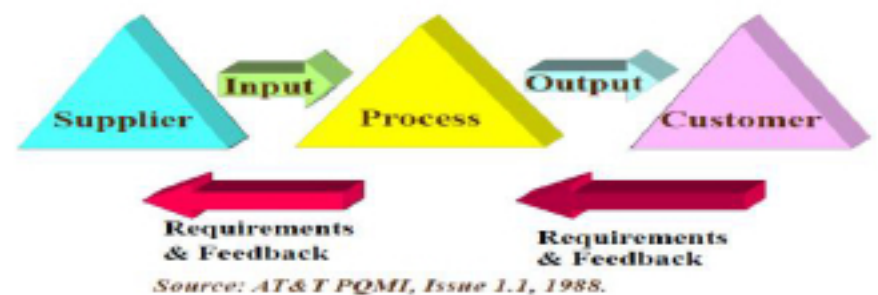 Supplier
Input
Process
Output
Customer
Requirements
& Feedback
Requirements
& Feedback
Source: AT&T PQMI, Issue 1.1, 1988.